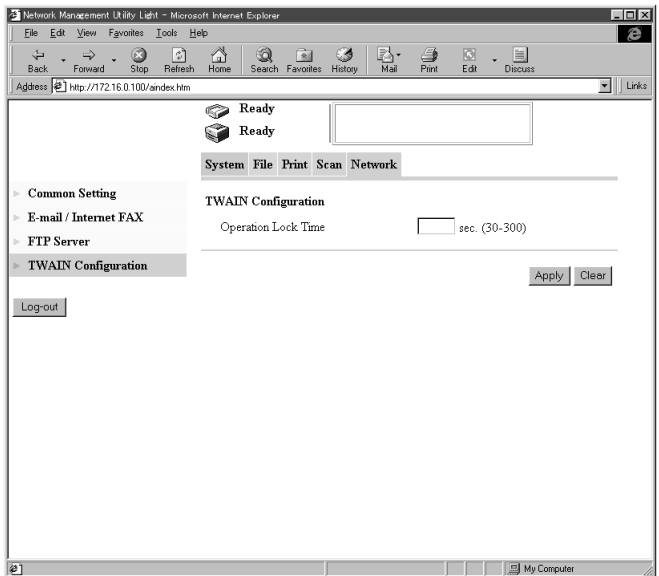 Network Management Utility Light - Microsoft Internet Explorer
File Edit View Favorites Tools Help
Back Forward Stop Refresh Home Search Favorites History Mail Print Edit Discuss
Address http://172.16.0.100/aindex.htm Links
Ready
Ready
System File Print Scan Network
Common Setting
E-mail / Internet FAX
FTP Server
TWAIN Configuration
Log-out
TWAIN Configuration
Operation Lock Time sec. (30-300)
Apply Clear
My Computer